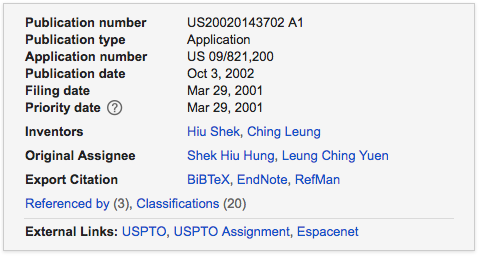 Publication number US20020143702 A1
Publication type Application
Application number US 09/821,200
Publication date Oct 3, 2002
Filing date Mar 29, 2001
Priority date ? Mar 29, 2001
Inventors Hiu Shek, Ching Leung
Original Assignee Shek Hiu Hung, Leung Ching Yuen
Export Citation BiBTeX, EndNote, RefMan
Referenced by (3), Classifications (20)
External Links: USPTO, USPTO Assignment, Espacenet